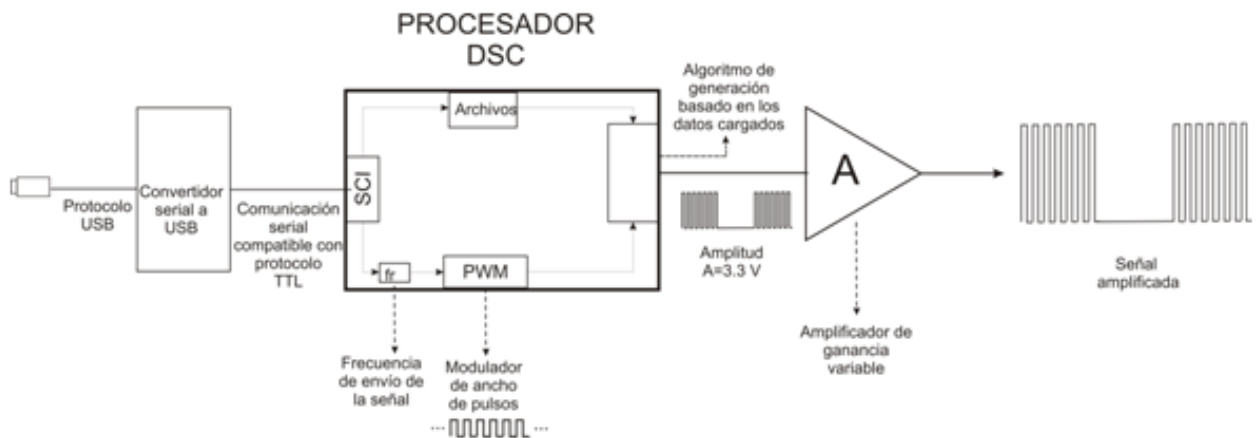 PROCESADOR
DSC
Protocolo
USB
Convertidor
serial a
USB
Comunicación
serial
compatible con
protocolo
TTL
SCI
Archivos
fr
PWM
Frecuencia
de envío de
la señal
Modulador
de ancho
de pulsos
... ...
Algoritmo de
generación
basado en los
datos cargados
Amplitud
A=3.3 V
A
Amplificador de
ganancia
variable
Señal
amplificada